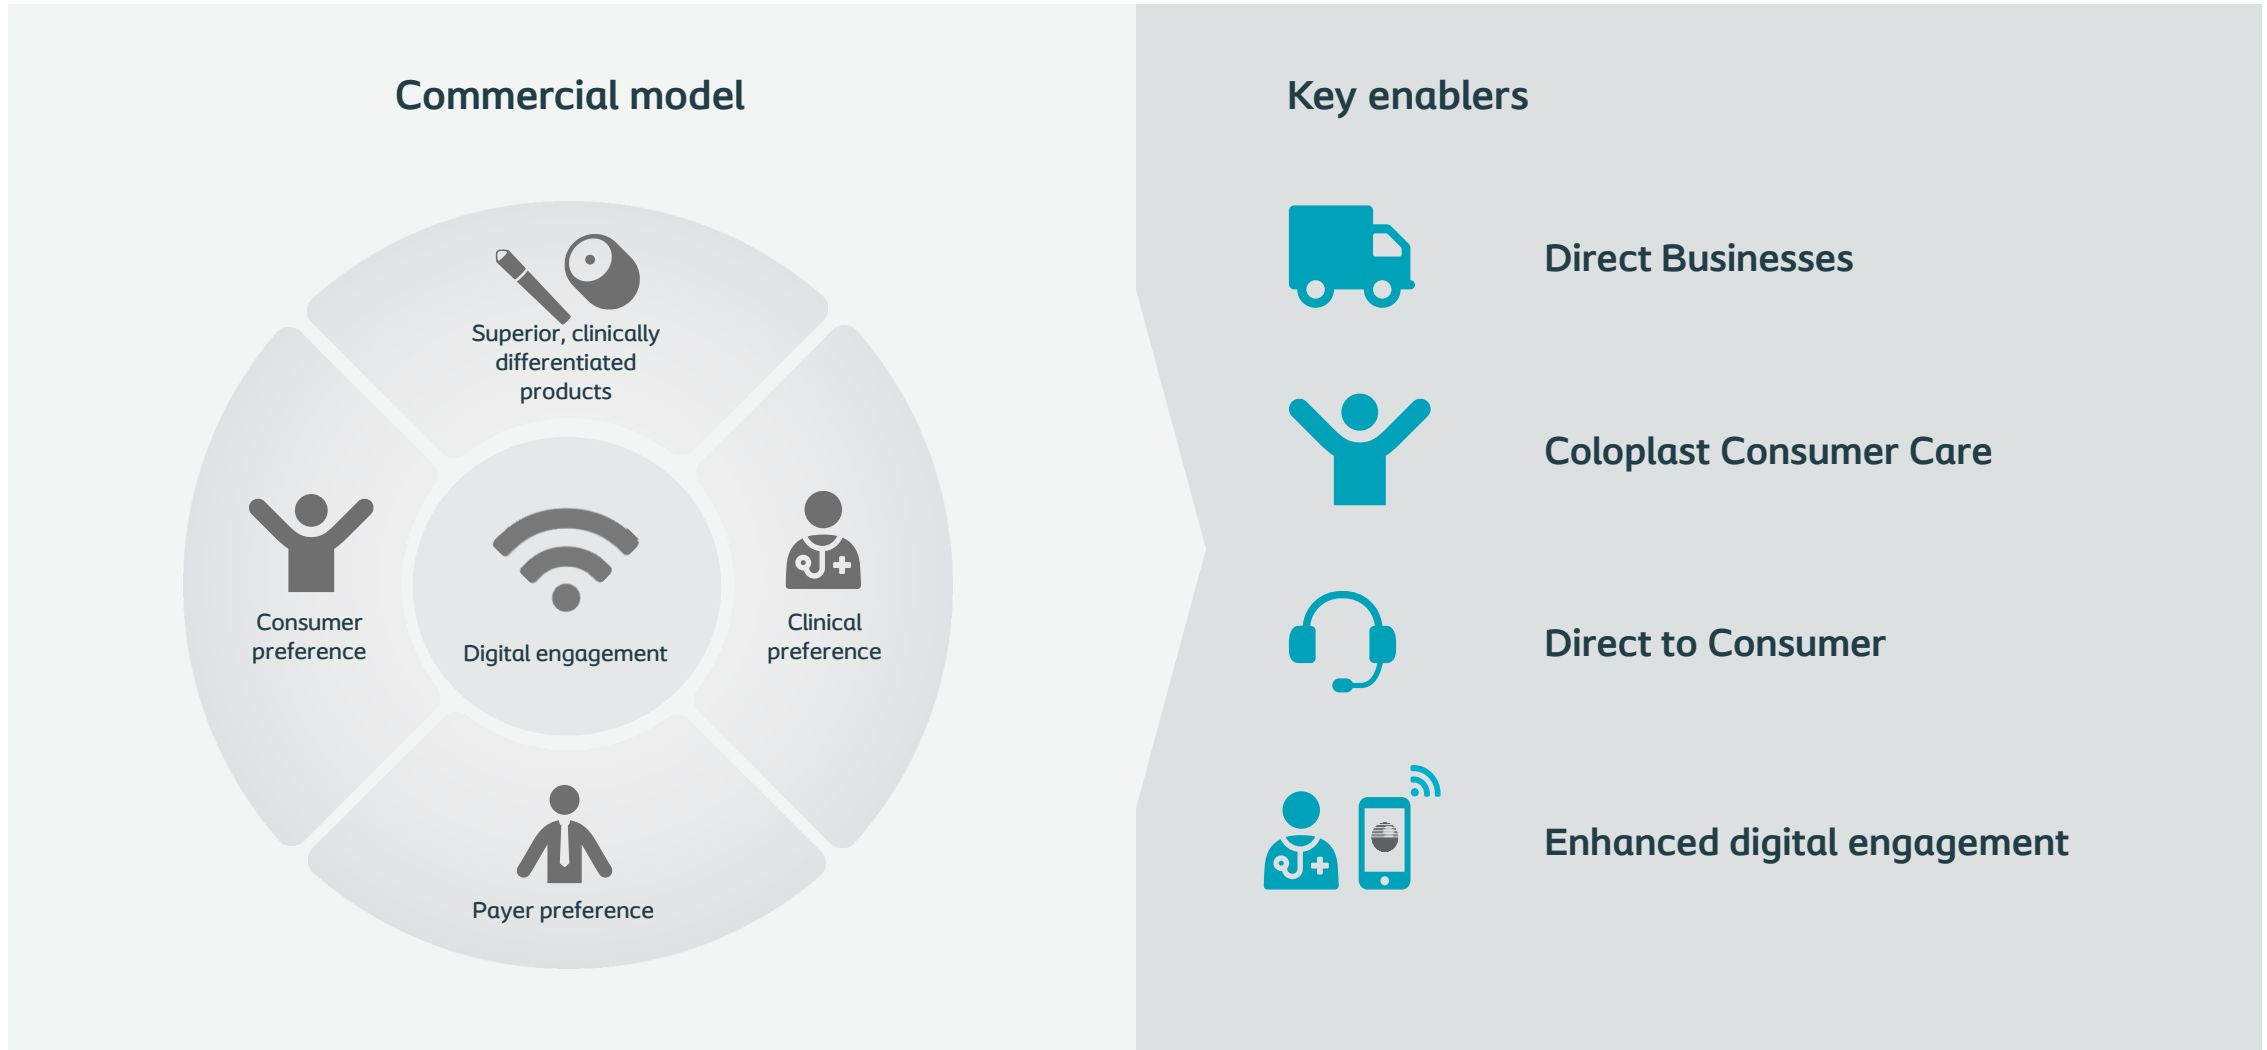 Commercial model
Superior, clinically
differentiated
products
Consumer
preference
Digital engagement
Clinical
preference
Payer preference
Key enablers
Direct Businesses
Coloplast Consumer Care
Direct to Consumer
Enhanced digital engagement